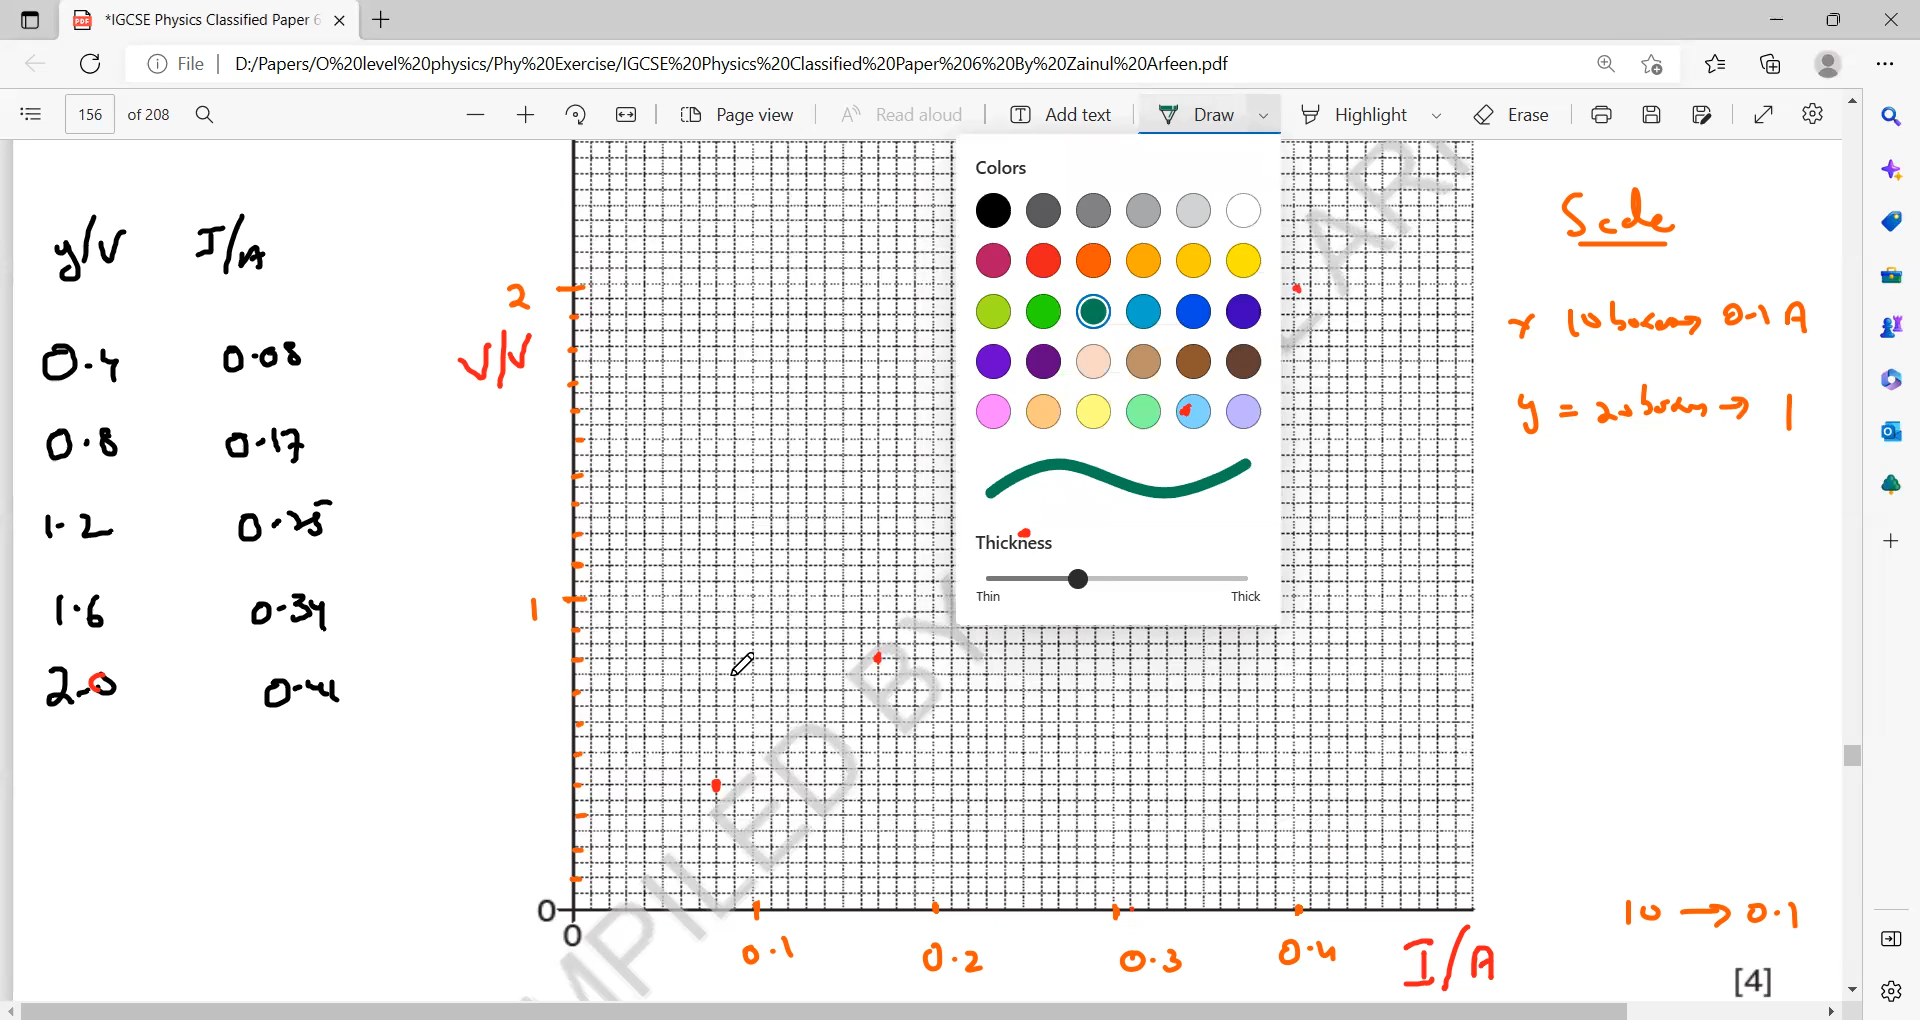 *IGCSE Physics Classified Paper 6
File
D:/Papers/O%20level%20physics/Phy%20Exercise/IGCSE%20Physics%20Classified%20Paper%206%20By%20Zainul%20Arfeen.pdf
156 of 208
Page view
Read aloud
Add text
Draw
Highlight
Erase
Colors
Thickness
Thin Thick
y/V I/A
0.4 0.08
0.8 0.17
1.2 0.25
1.6 0.34
2.0
2
V/V
1
0
0
0.1 0.2 0.3 0.4 I/A
Scale
x 10 boxes → 0.1 A
y = 20 boxes → 1
10 → 0.1
[4]
MPILED BY